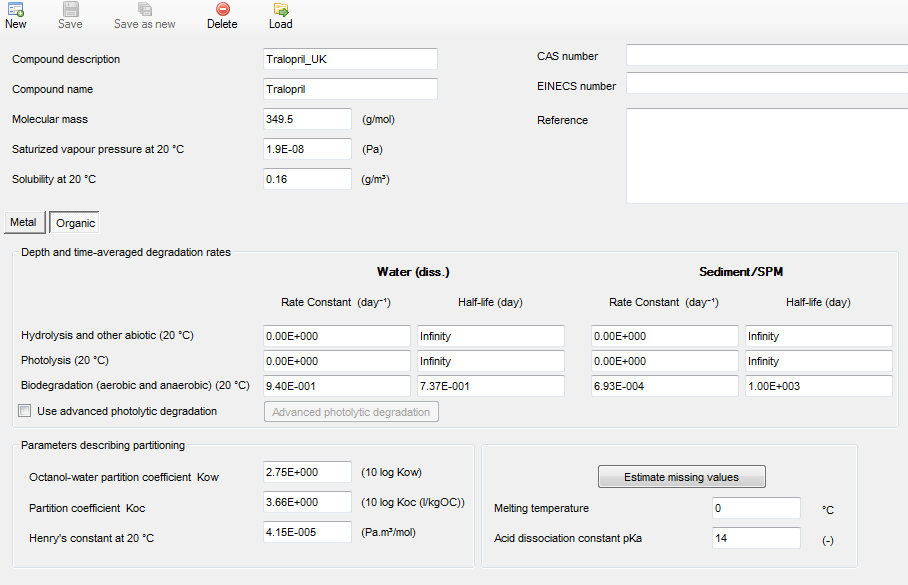 New Save Save as new Delete Load
Compound description Tralopril_UK CAS number
Compound name Tralopril EINECS number
Molecular mass 349.5 (g/mol) Reference
Saturized vapour pressure at 20 °C 1.9E-08 (Pa)
Solubility at 20 °C 0.16 (g/m³)
Metal Organic
Depth and time-averaged degradation rates
Water (diss.) Sediment/SPM
Rate Constant (day⁻¹) Half-life (day) Rate Constant (day⁻¹) Half-life (day)
Hydrolysis and other abiotic (20 °C) 0.00E+000 Infinity 0.00E+000 Infinity
Photolysis (20 °C) 0.00E+000 Infinity 0.00E+000 Infinity
Biodegradation (aerobic and anaerobic) (20 °C) 9.40E-001 7.37E-001 6.93E-004 1.00E+003
Use advanced photolytic degradation Advanced photolytic degradation
Parameters describing partitioning
Octanol-water partition coefficient Kow 2.75E+000 (10 log Kow)
Partition coefficient Koc 3.66E+000 (10 log Koc (l/kgOC))
Henry's constant at 20 °C 4.15E-005 (Pa.m³/mol)
Estimate missing values
Melting temperature 0 °C
Acid dissociation constant pKa 14 (-)